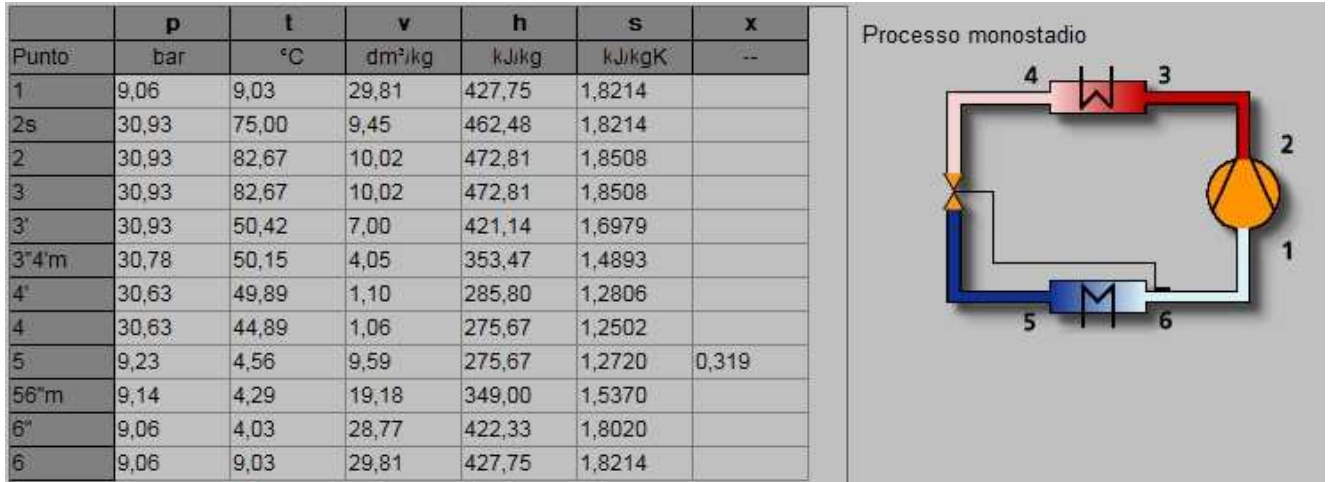 p t v h s x
Punto bar °C dm³/kg kJ/kg kJ/kgK --
1 9,06 9,03 29,81 427,75 1,8214
2s 30,93 75,00 9,45 462,48 1,8214
2 30,93 82,67 10,02 472,81 1,8508
3 30,93 82,67 10,02 472,81 1,8508
3' 30,93 50,42 7,00 421,14 1,6979
3"4'm 30,78 50,15 4,05 353,47 1,4893
4' 30,63 49,89 1,10 285,80 1,2806
4 30,63 44,89 1,06 275,67 1,2502
5 9,23 4,56 9,59 275,67 1,2720 0,319
56"m 9,14 4,29 19,18 349,00 1,5370
6" 9,06 4,03 28,77 422,33 1,8020
6 9,06 9,03 29,81 427,75 1,8214
Processo monostadio
4 3
2
1
5 6